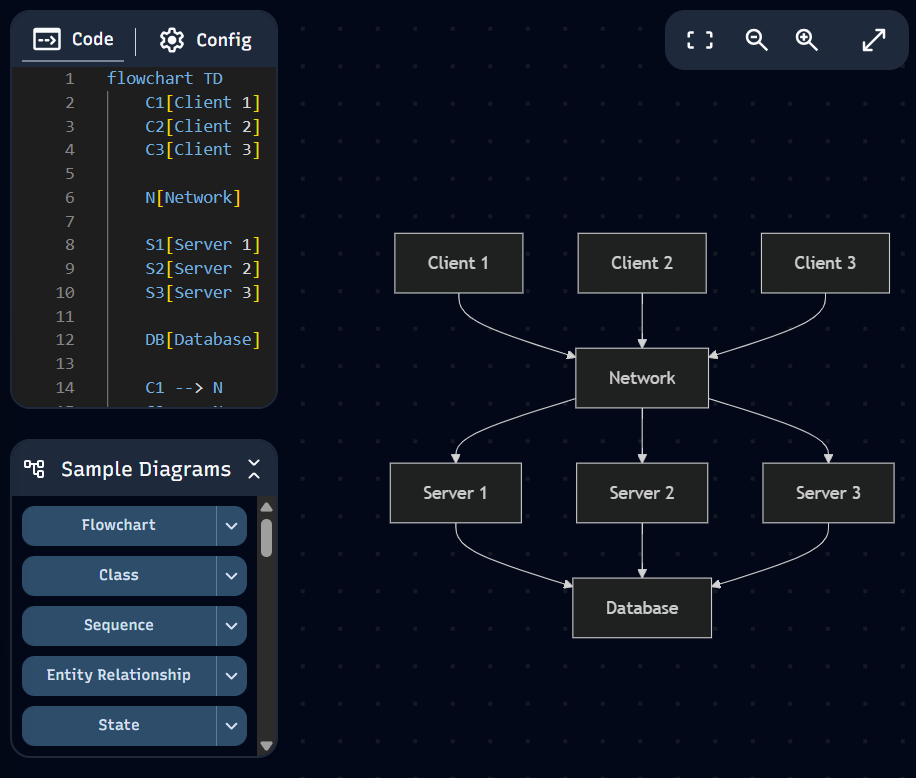 Code
Config
1 flowchart TD
2 C1[Client 1]
3 C2[Client 2]
4 C3[Client 3]
5
6 N[Network]
7
8 S1[Server 1]
9 S2[Server 2]
10 S3[Server 3]
11
12 DB[Database]
13
14 C1 --> N
Sample Diagrams
Flowchart
Class
Sequence
Entity Relationship
State
Client 1
Client 2
Client 3
Network
Server 1
Server 2
Server 3
Database